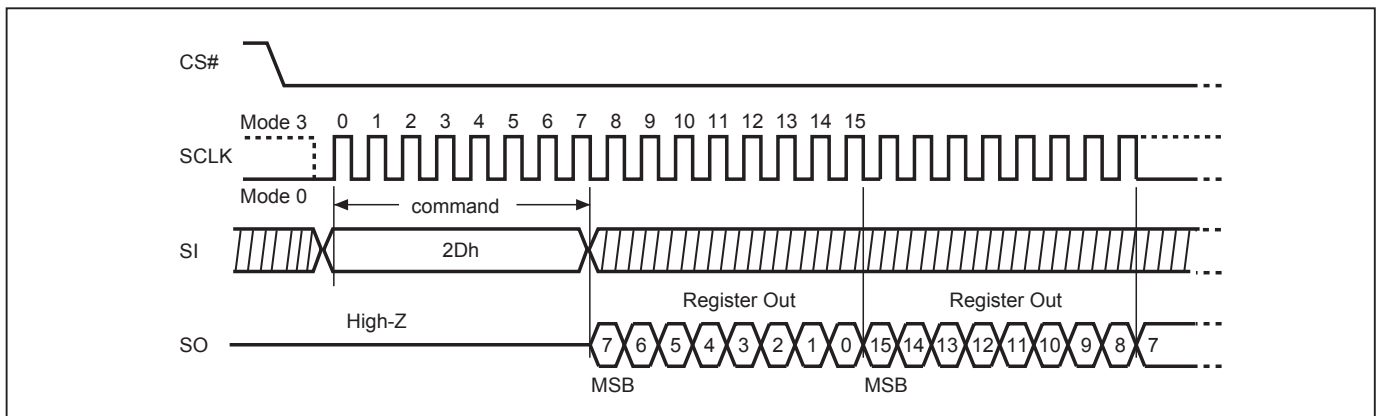 CS#
Mode 3 0 1 2 3 4 5 6 7 8 9 10 11 12 13 14 15
SCLK
Mode 0
command
SI 2Dh
Register Out Register Out
High-Z
SO 7 6 5 4 3 2 1 0 15 14 13 12 11 10 9 8 7
MSB MSB